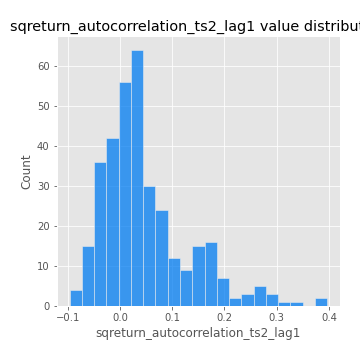 sqreturn_autocorrelation_ts2_lag1 value distribut
Count
60
50
40
30
20
10
0
−0.1 0.0 0.1 0.2 0.3 0.4
sqreturn_autocorrelation_ts2_lag1